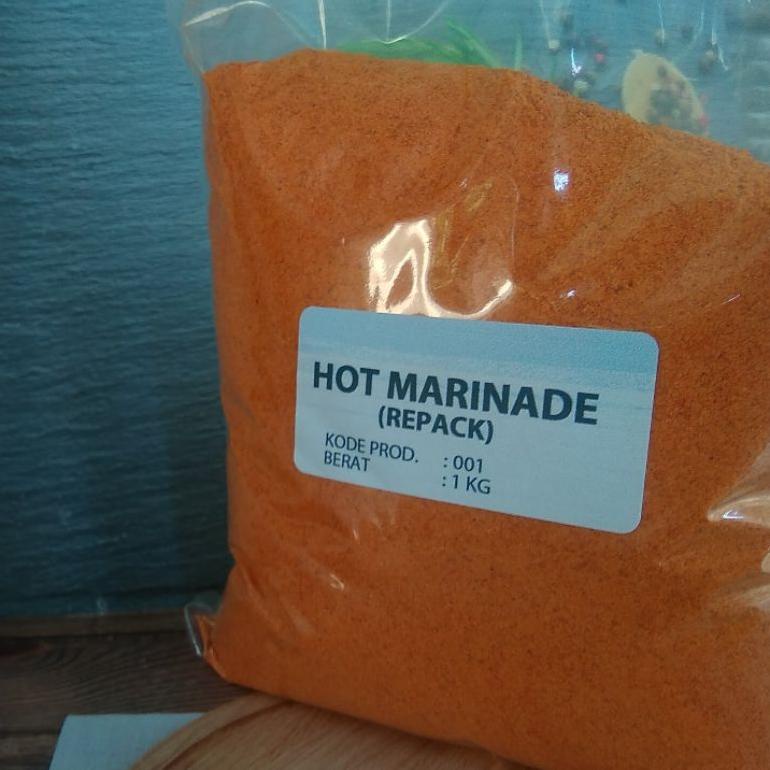 HOT MARINADE
(REPACK)
KODE PROD. : 001
BERAT : 1 KG